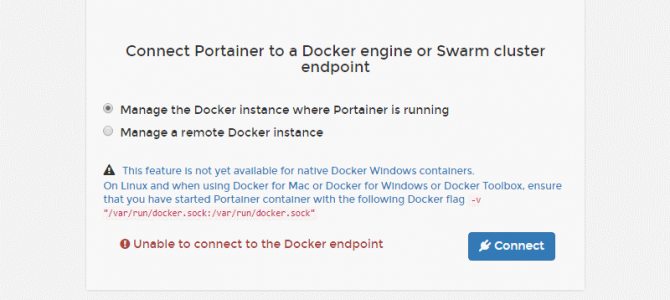 Connect Portainer to a Docker engine or Swarm cluster
endpoint
Manage the Docker instance where Portainer is running
Manage a remote Docker instance
This feature is not yet available for native Docker Windows containers.
On Linux and when using Docker for Mac or Docker for Windows or Docker Toolbox, ensure
that you have started Portainer container with the following Docker flag -v
"/var/run/docker.sock:/var/run/docker.sock"
Unable to connect to the Docker endpoint
Connect